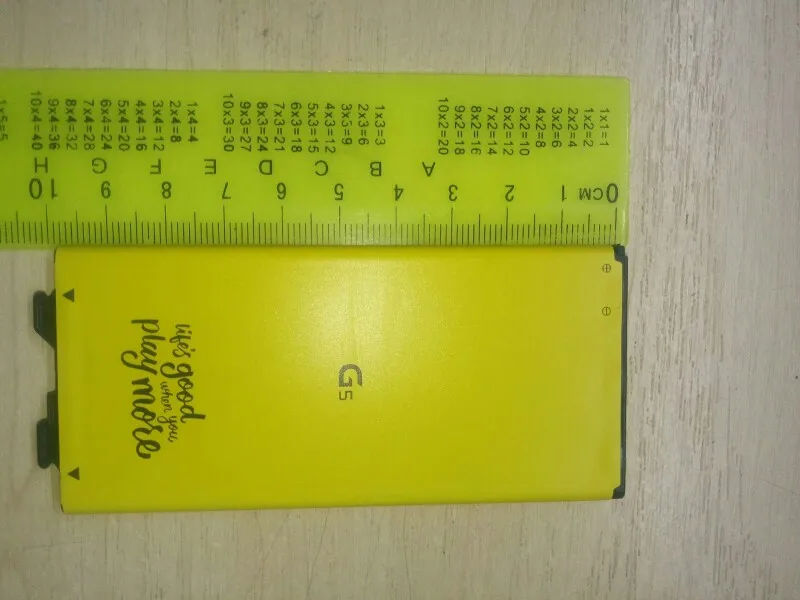 1x1=1
1x2=2
2x2=4
3x2=6
4x2=8
5x2=10
6x2=12
7x2=14
8x2=16
9x2=18
10x2=20
1x3=3
2x3=6
3x5=9
4x3=12
5x3=15
6x3=18
7x3=21
8x3=24
9x3=27
10x3=30
1x4=4
2x4=8
3x4=12
4x4=16
5x4=20
6x4=24
7x4=28
8x4=32
9x4=36
10x4=40
1x5=5
A B C D E F G H
0 CM 1 2 3 4 5 6 7 8 9 10
life's good
when you
play more
G5